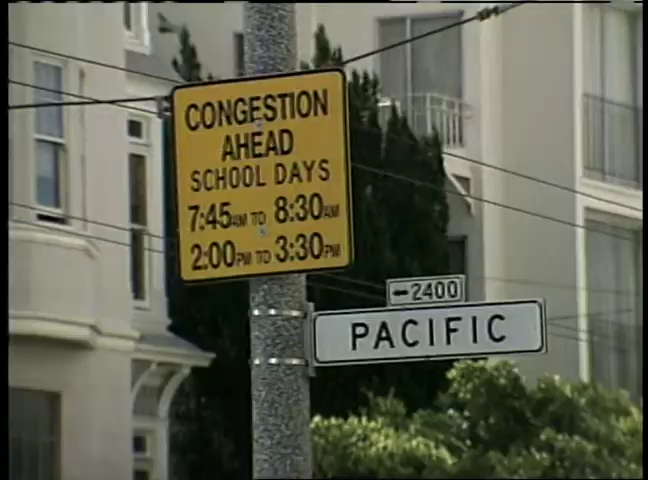 CONGESTION
AHEAD
SCHOOL DAYS
7:45AM TO 8:30AM
2:00PM TO 3:30PM
←2400
PACIFIC